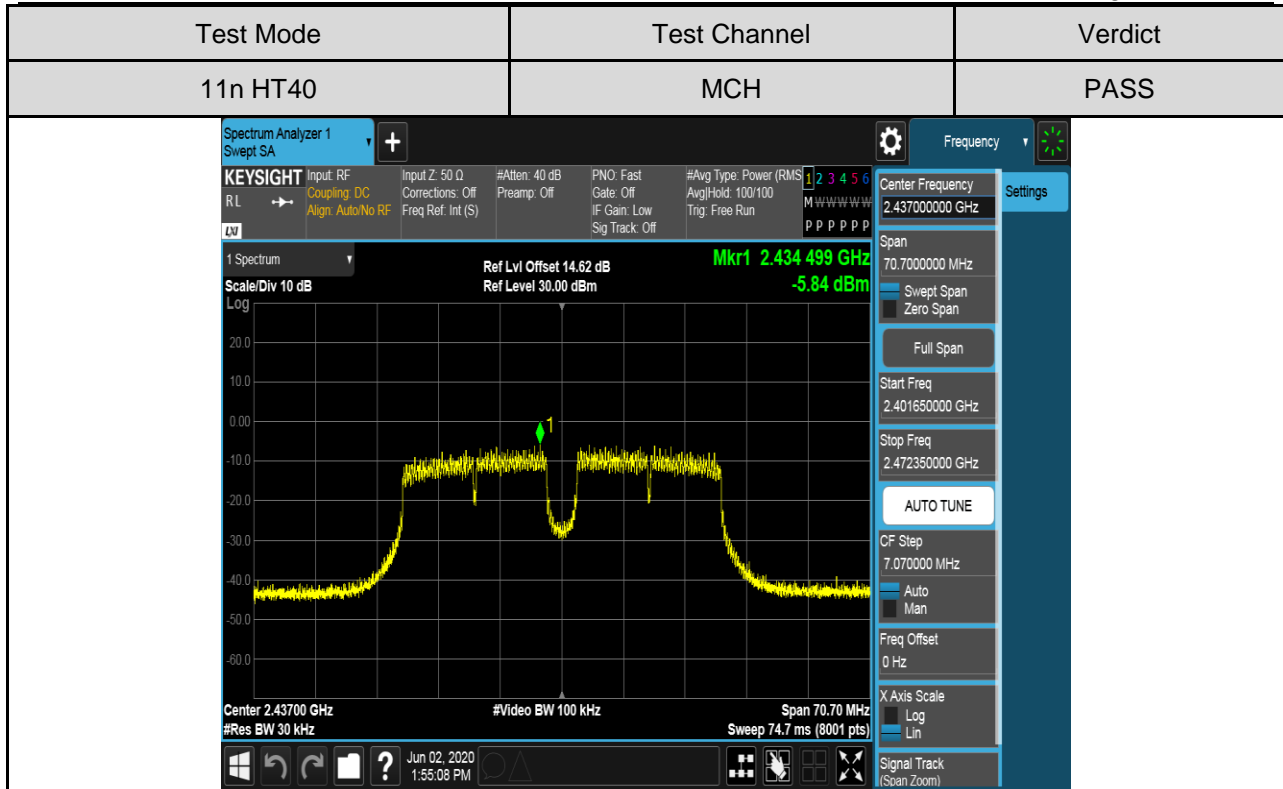 Test Mode Test Channel Verdict
11n HT40 MCH PASS
Spectrum Analyzer 1
Swept SA
+
Frequency
KEYSIGHT
RL
LXI
Input: RF
Coupling: DC
Align: Auto/No RF
Input Z: 50 Ω
Corrections: Off
Freq Ref: Int (S)
#Atten: 40 dB
Preamp: Off
PNO: Fast
Gate: Off
IF Gain: Low
Sig Track: Off
#Avg Type: Power (RMS
Avg|Hold: 100/100
Trig: Free Run
1 2 3 4 5 6
M W W W W W
P P P P P P
1 Spectrum
Scale/Div 10 dB
Log
Ref Lvl Offset 14.62 dB
Ref Level 30.00 dBm
Mkr1 2.434 499 GHz
-5.84 dBm
20.0
10.0
0.00
-10.0
-20.0
-30.0
-40.0
-50.0
-60.0
1
Center 2.43700 GHz
#Res BW 30 kHz
#Video BW 100 kHz
Span 70.70 MHz
Sweep 74.7 ms (8001 pts)
Center Frequency
2.437000000 GHz
Settings
Span
70.7000000 MHz
Swept Span
Zero Span
Full Span
Start Freq
2.401650000 GHz
Stop Freq
2.472350000 GHz
AUTO TUNE
CF Step
7.070000 MHz
Auto
Man
Freq Offset
0 Hz
X Axis Scale
Log
Lin
Signal Track
(Span Zoom)
?
Jun 02, 2020
1:55:08 PM